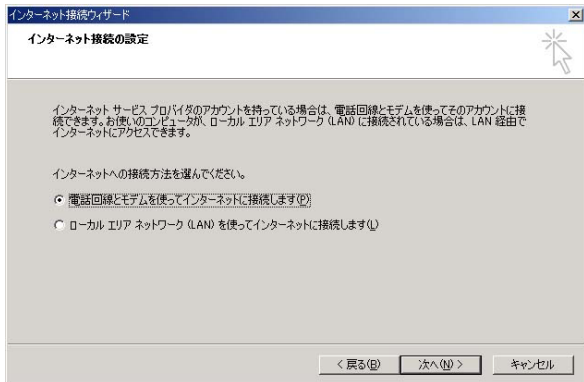 インターネット接続ウィザード
インターネット接続の設定
インターネット サービス プロバイダのアカウントを持っている場合は、電話回線とモデムを使ってそのアカウントに接
続できます。お使いのコンピュータが、ローカル エリア ネットワーク (LAN) に接続されている場合は、LAN 経由で
インターネットにアクセスできます。
インターネットへの接続方法を選んでください。
電話回線とモデムを使ってインターネットに接続します(P)
ローカル エリア ネットワーク (LAN) を使ってインターネットに接続します(L)
< 戻る(B)
次へ(N) >
キャンセル